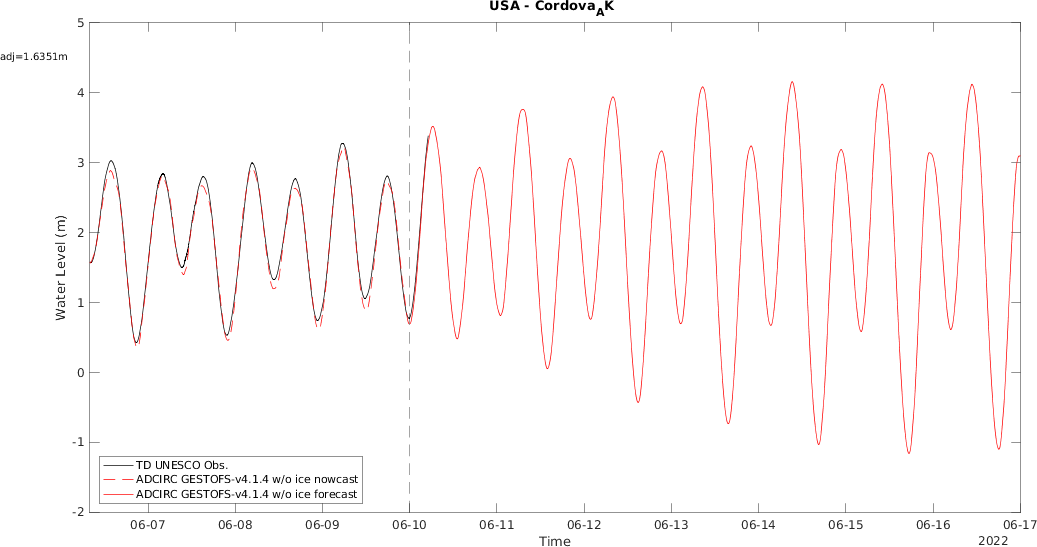 USA - Cordova_AK
adj=1.6351m
5
4
3
2
1
0
-1
-2
Water Level (m)
TD UNESCO Obs.
ADCIRC GESTOFS-v4.1.4 w/o ice nowcast
ADCIRC GESTOFS-v4.1.4 w/o ice forecast
06-07 06-08 06-09 06-10 06-11 06-12 06-13 06-14 06-15 06-16 06-17
Time
2022